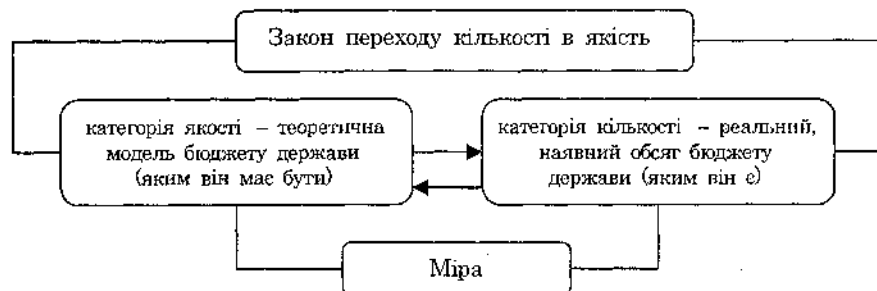 Закон переходу кількості в якість
категорія якості – теоретична
модель бюджету держави
(яким він має бути)
категорія кількості – реальний,
наявний обсяг бюджету
держави (яким він є)
Міра